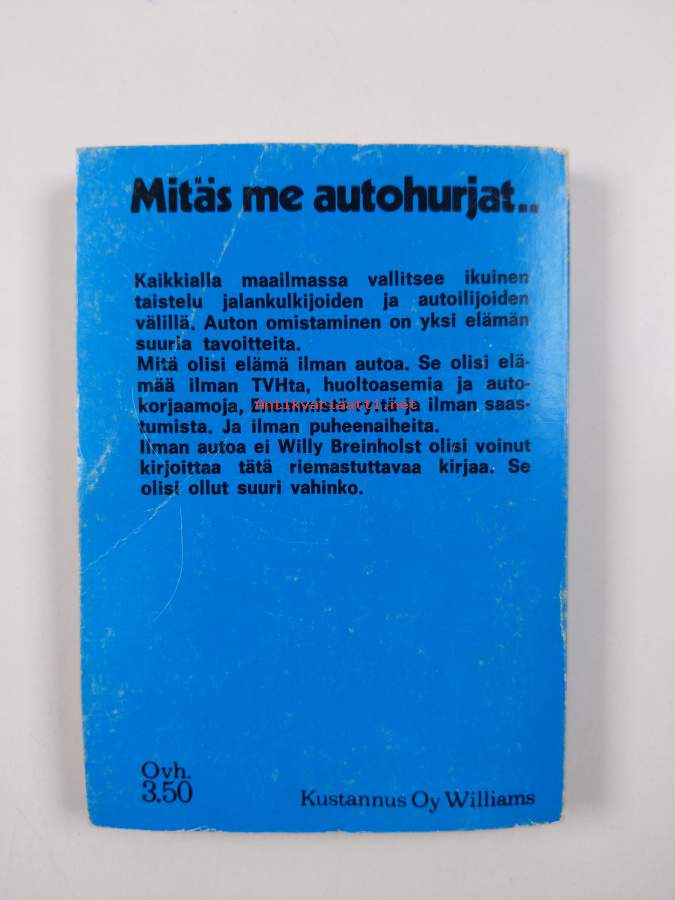 Mitäs me autohurjat..
Kaikkialla maailmassa vallitsee ikuinen
taistelu jalankulkijoiden ja autoilijoiden
välillä. Auton omistaminen on yksi elämän
suuria tavoitteita.
Mitä olisi elämä ilman autoa. Se olisi elä-
mää ilman TVHta, huoltoasemia ja auto-
korjaamoja,
Antikvariaatti.net
ilman saas-
tumista. Ja ilman puheenaiheita.
Ilman autoa ei Willy Breinholst olisi voinut
kirjoittaa tätä riemastuttavaa kirjaa. Se
olisi ollut suuri vahinko.
Ovh.
3.50
Kustannus Oy Williams